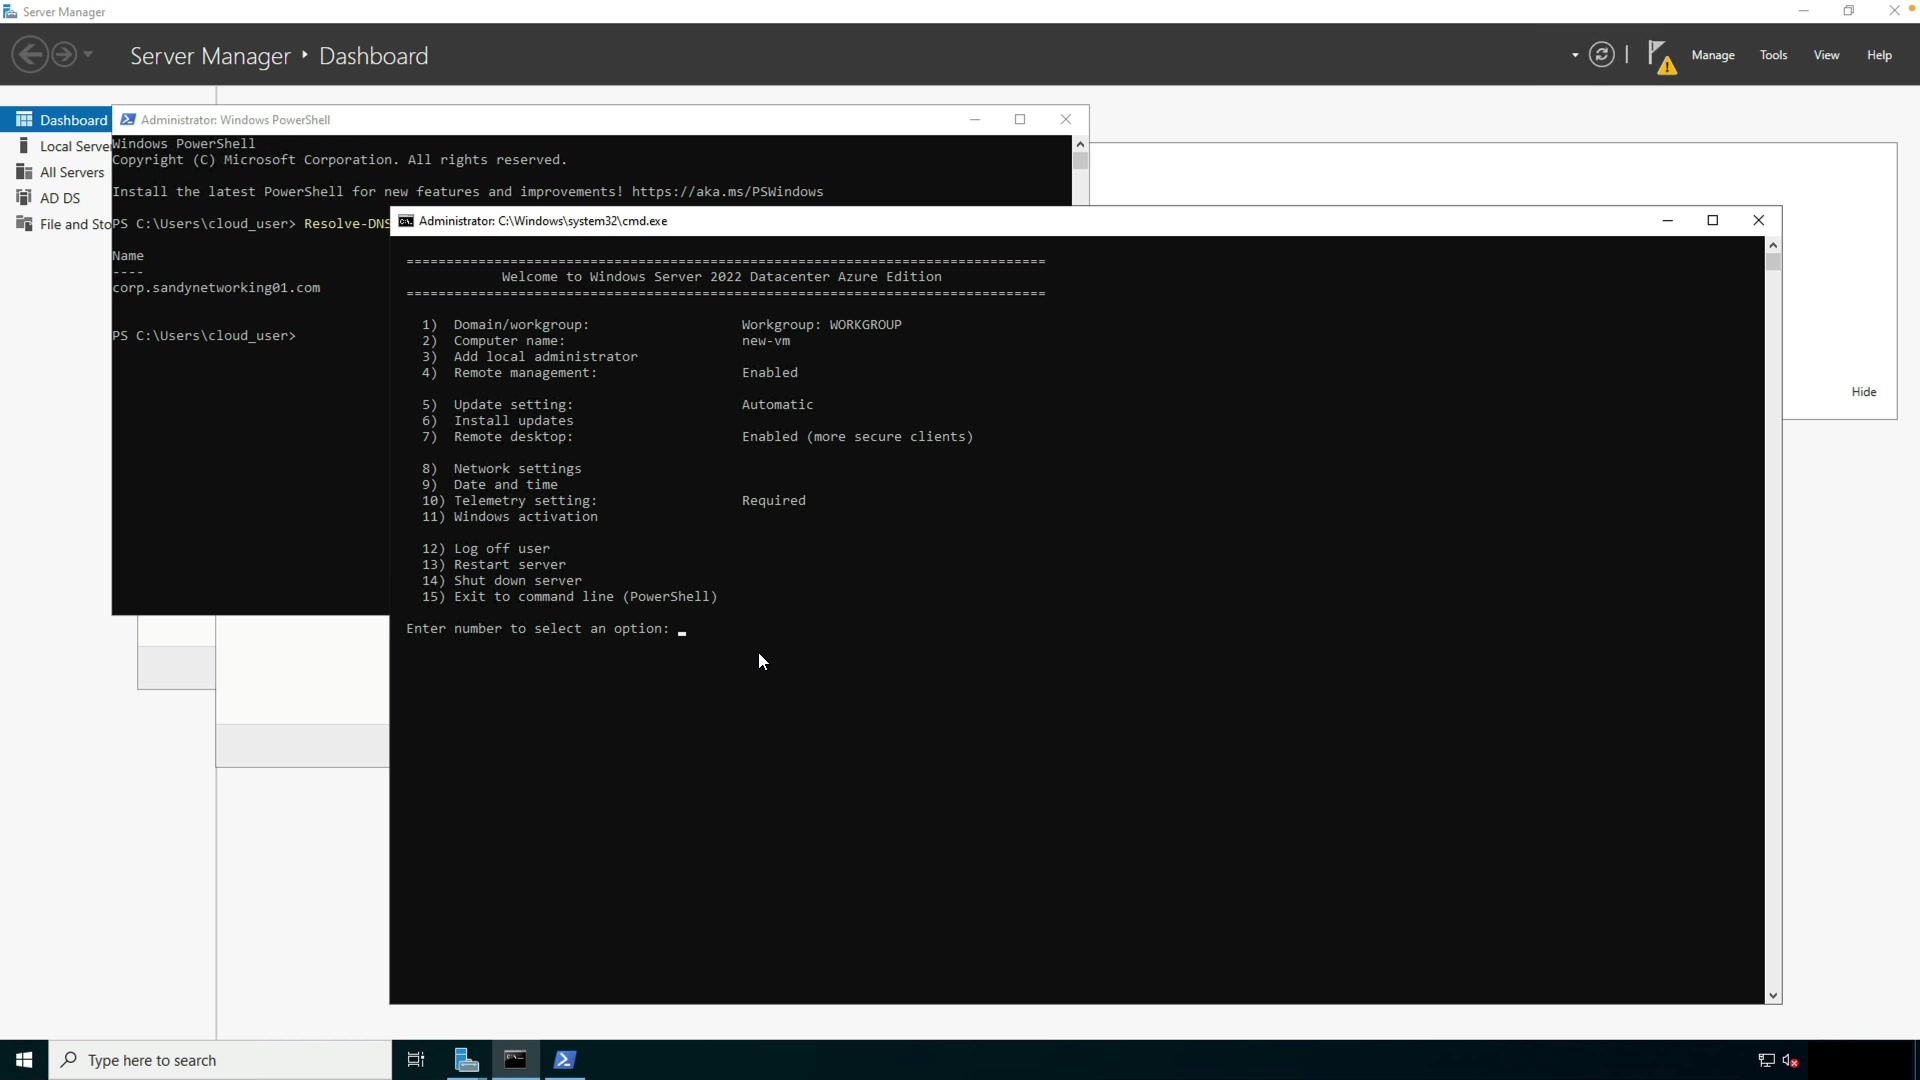 Server Manager
Server Manager ‣ Dashboard
Manage Tools View Help
Dashboard
Local Serve
All Servers
AD DS
File and Sto
Administrator: Windows PowerShell
Windows PowerShell
Copyright (C) Microsoft Corporation. All rights reserved.
Install the latest PowerShell for new features and improvements! https://aka.ms/PSWindows
PS C:\Users\cloud_user> Resolve-DNS
Name
----
corp.sandynetworking01.com
PS C:\Users\cloud_user>
Administrator: C:\Windows\system32\cmd.exe
================================================================================
Welcome to Windows Server 2022 Datacenter Azure Edition
================================================================================
1) Domain/workgroup: Workgroup: WORKGROUP
2) Computer name: new-vm
3) Add local administrator
4) Remote management: Enabled
5) Update setting: Automatic
6) Install updates
7) Remote desktop: Enabled (more secure clients)
8) Network settings
9) Date and time
10) Telemetry setting: Required
11) Windows activation
12) Log off user
13) Restart server
14) Shut down server
15) Exit to command line (PowerShell)
Enter number to select an option:
Hide
Type here to search